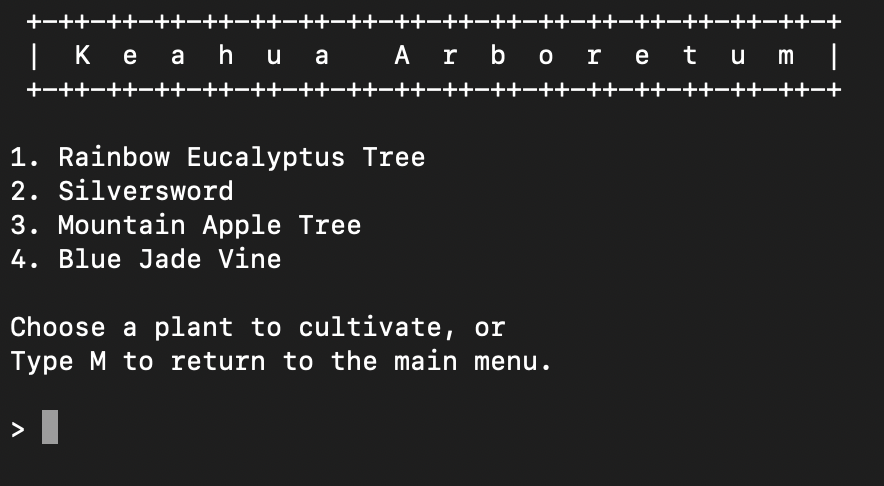 +-++-++-++-++-++-++-++-++-++-++-++-++-++-++-++-++-+
|  K  e  a  h  u  a    A  r  b  o  r  e  t  u  m  |
+-++-++-++-++-++-++-++-++-++-++-++-++-++-++-++-++-+
1. Rainbow Eucalyptus Tree
2. Silversword
3. Mountain Apple Tree
4. Blue Jade Vine
Choose a plant to cultivate, or
Type M to return to the main menu.
>